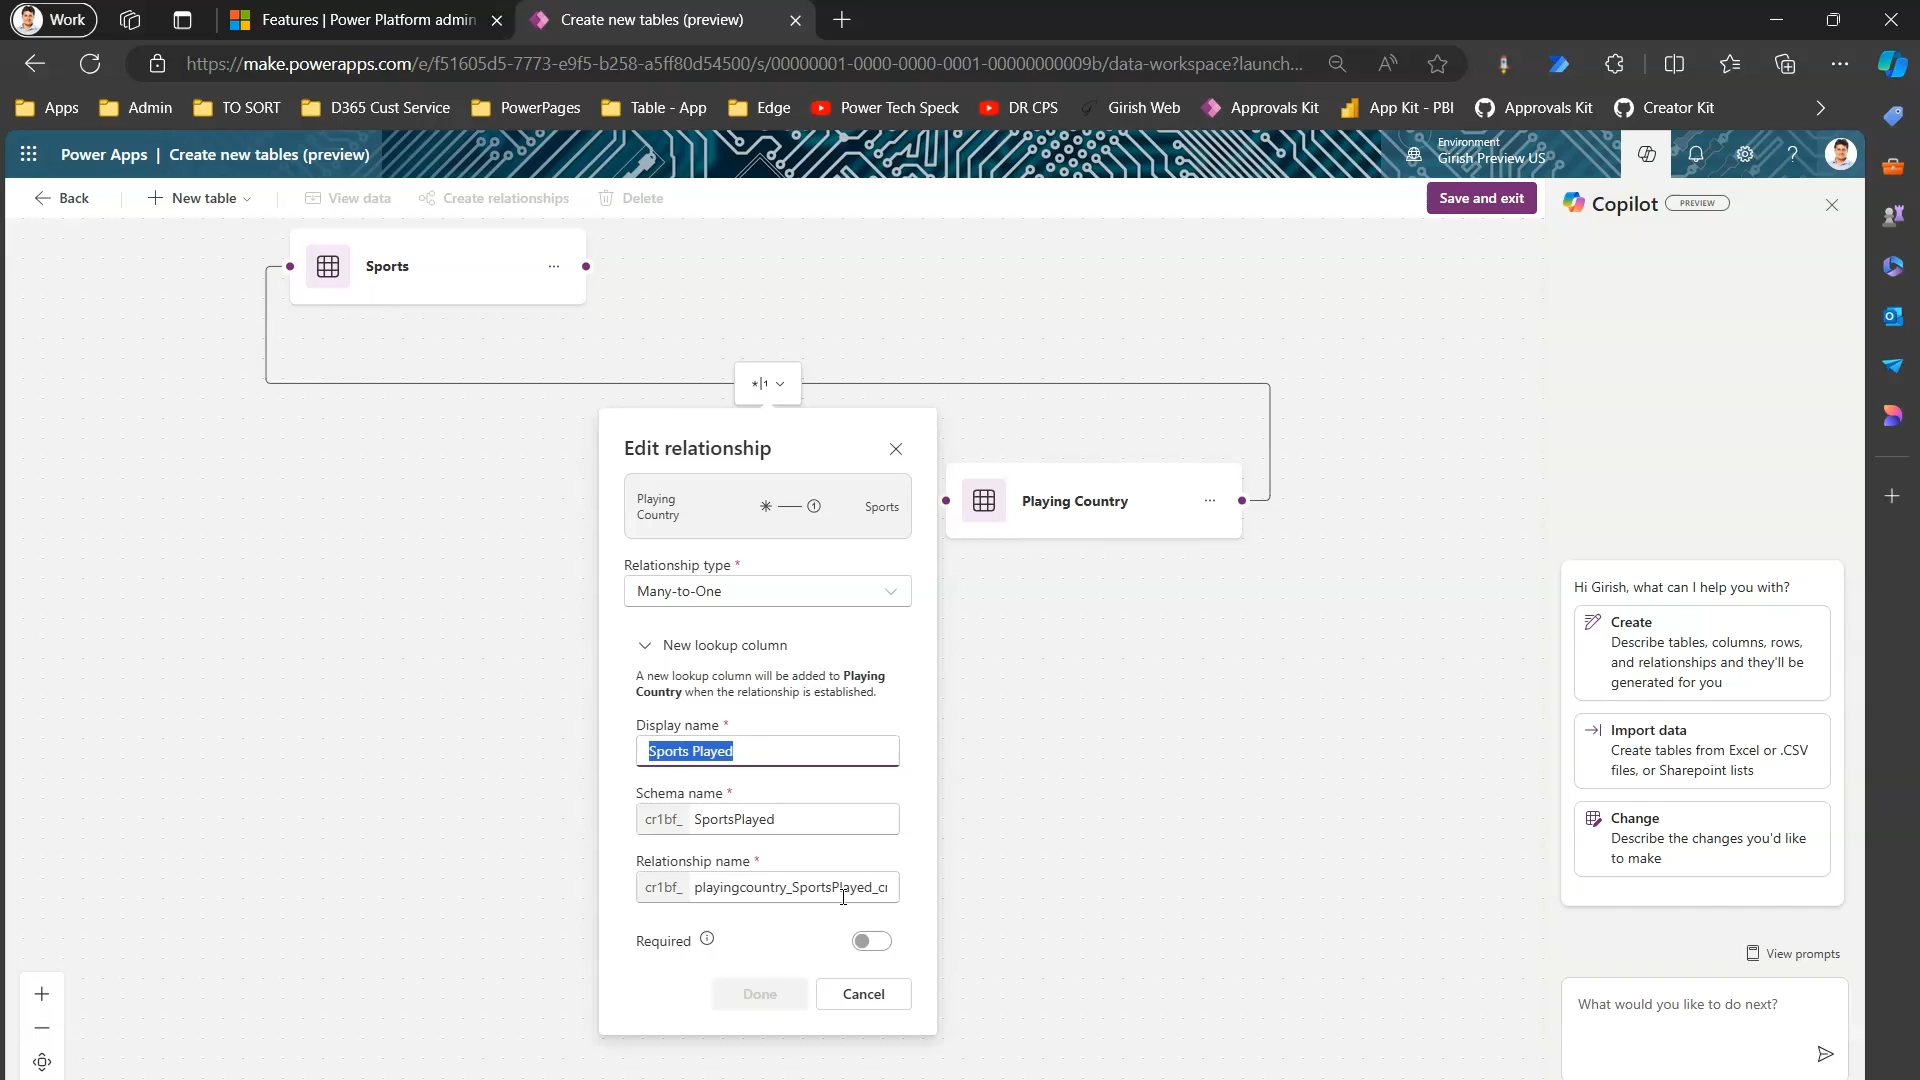 Work
Features | Power Platform admin
Create new tables (preview)
https://make.powerapps.com/e/f51605d5-7773-e9f5-b258-a5ff80d54500/s/00000001-0000-0000-0001-00000000009b/data-workspace?launch...
Apps
Admin
TO SORT
D365 Cust Service
PowerPages
Table - App
Edge
Power Tech Speck
DR CPS
Girish Web
Approvals Kit
App Kit - PBI
Approvals Kit
Creator Kit
Power Apps | Create new tables (preview)
Environment
Girish Preview US
Back
New table
View data
Create relationships
Delete
Save and exit
Copilot PREVIEW
Sports
*|1
Edit relationship
Playing
Country
1
Sports
Playing Country
Relationship type *
Many-to-One
New lookup column
A new lookup column will be added to Playing
Country when the relationship is established.
Display name *
Sports Played
Schema name *
cr1bf_ SportsPlayed
Relationship name *
cr1bf_ playingcountry_SportsPlayed_cr
Required
Done
Cancel
Hi Girish, what can I help you with?
Create
Describe tables, columns, rows,
and relationships and they'll be
generated for you
Import data
Create tables from Excel or .CSV
files, or Sharepoint lists
Change
Describe the changes you'd like
to make
View prompts
What would you like to do next?